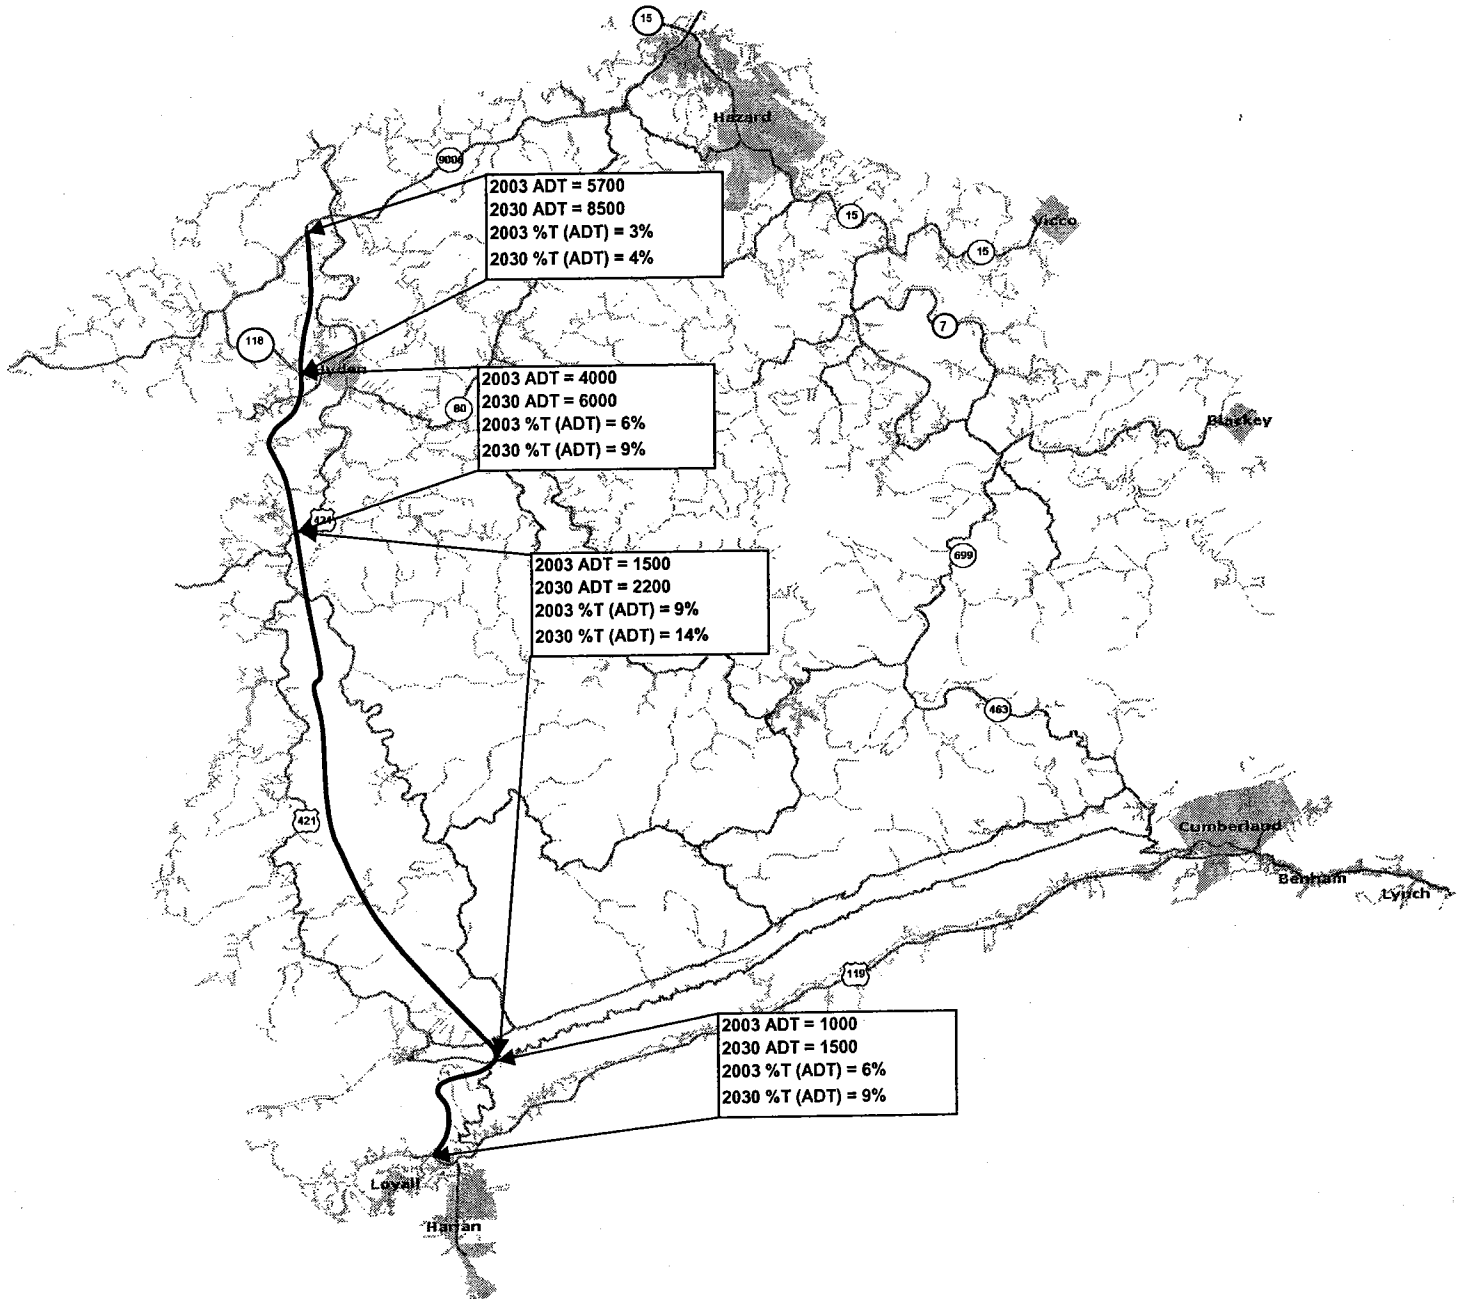 15
Hazard
9006
2003 ADT = 5700
2030 ADT = 8500
2003 %T (ADT) = 3%
2030 %T (ADT) = 4%
15
Vicco
15
7
118
2003 ADT = 4000
2030 ADT = 6000
2003 %T (ADT) = 6%
2030 %T (ADT) = 9%
80
Blackey
2003 ADT = 1500
2030 ADT = 2200
2003 %T (ADT) = 9%
2030 %T (ADT) = 14%
699
463
421
Cumberland
Benham
Lynch
119
2003 ADT = 1000
2030 ADT = 1500
2003 %T (ADT) = 6%
2030 %T (ADT) = 9%
Loyall
Harlan